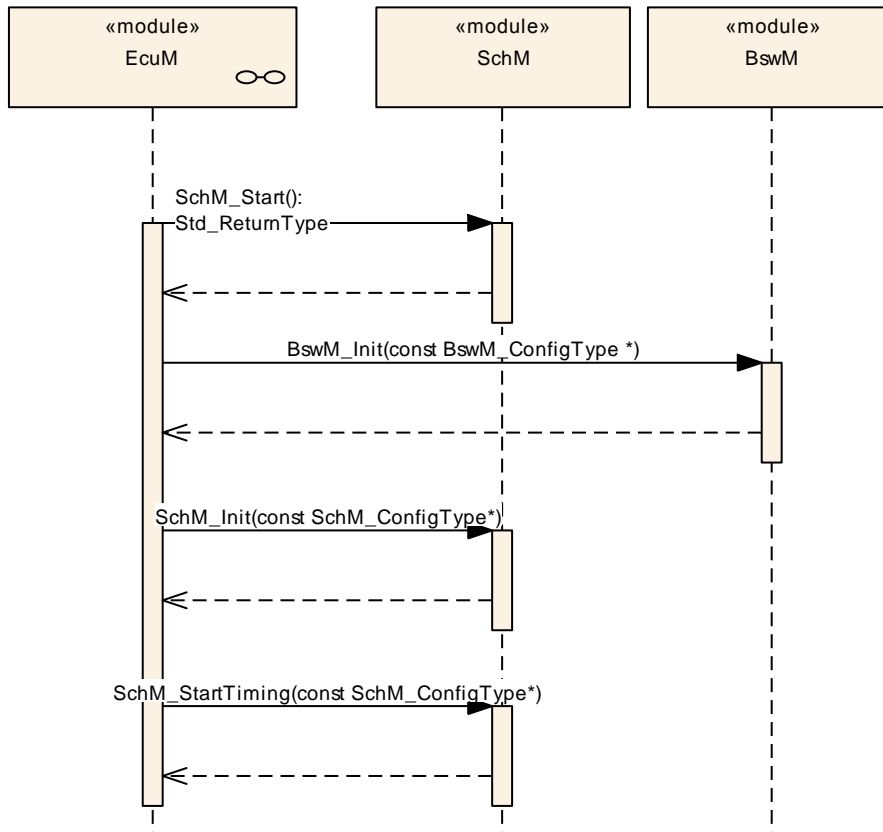 «module»
EcuM
«module»
SchM
«module»
BswM
SchM_Start():
Std_ReturnType
BswM_Init(const BswM_ConfigType *)
SchM_Init(const SchM_ConfigType*)
SchM_StartTiming(const SchM_ConfigType*)